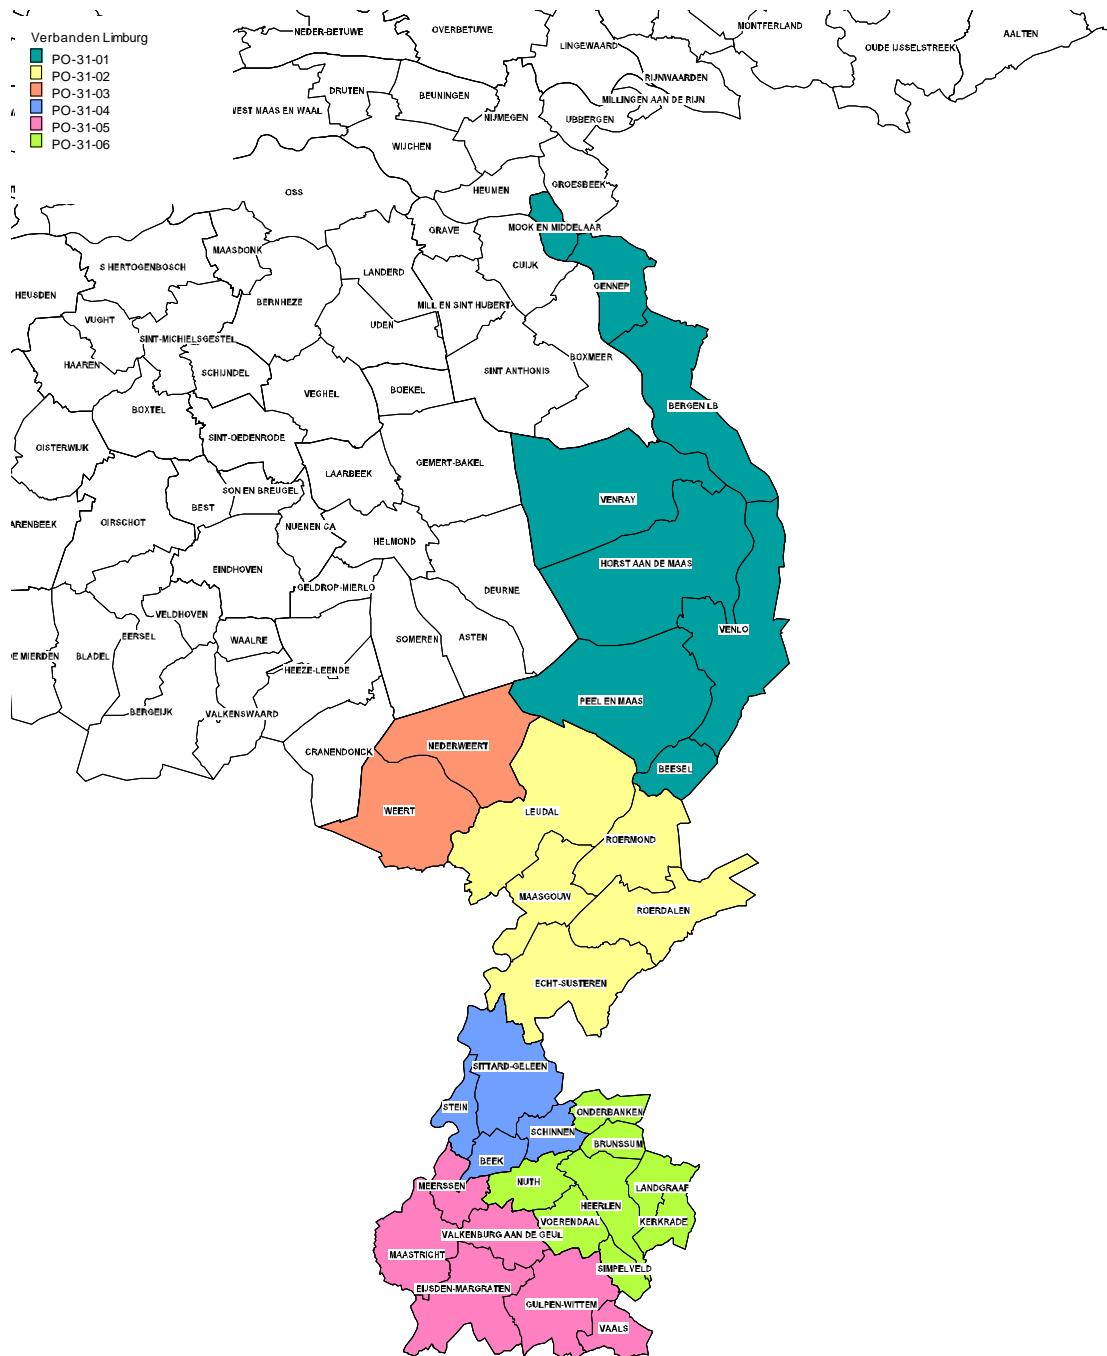 Verbanden Limburg
PO-31-01
PO-31-02
PO-31-03
PO-31-04
PO-31-05
PO-31-06
NEDER-BETUWE
OVERBETUWE
MONTFERLAND
LINGEWAARD
OUDE IJSSELSTREEK
AALTEN
RIJNWAARDEN
DRUTEN
BEUNINGEN
MILLINGEN AAN DE RIJN
WEST MAAS EN WAAL
NIJMEGEN
UBBERGEN
WIJCHEN
OSS
HEUMEN
GROESBEEK
GRAVE
MOOK EN MIDDELAAR
MAASDONK
S HERTOGENBOSCH
LANDERD
CUIJK
HEUSDEN
BERNHEZE
MILL EN SINT HUBERT
GENNEP
VUGHT
UDEN
SINT-MICHIELSGESTEL
HAAREN
SCHIJNDEL
SINT ANTHONIS
BOXMEER
VEGHEL
BOEKEL
BOXTEL
BERGEN LB
OISTERWIJK
SINT-OEDENRODE
GEMERT-BAKEL
LAARBEEK
SON EN BREUGEL
VENRAY
BEST
ARENBEEK
OIRSCHOT
NUENEN CA
HELMOND
EINDHOVEN
HORST AAN DE MAAS
GELDROP-MIERLO
DEURNE
VELDHOVEN
VENLO
EERSEL
WAALRE
SOMEREN
ASTEN
DE MIERDEN
BLADEL
HEEZE-LEENDE
PEEL EN MAAS
BERGEIJK
VALKENSWAARD
NEDERWEERT
CRANENDONCK
BEESEL
WEERT
LEUDAL
ROERMOND
MAASGOUW
ROERDALEN
ECHT-SUSTEREN
SITTARD-GELEEN
STEIN
ONDERBANKEN
SCHINNEN
BRUNSSUM
BEEK
NUTH
MEERSSEN
LANDGRAAF
HEERLEN
VOERENDAAL
KERKRADE
VALKENBURG AAN DE GEUL
MAASTRICHT
SIMPELVELD
EIJSDEN-MARGRATEN
GULPEN-WITTEM
VAALS